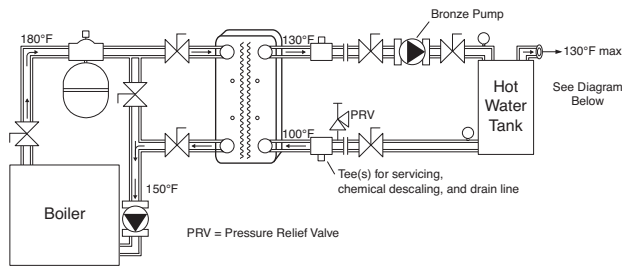 Bronze Pump
180°F
130°F
130°F max
Hot
Water
Tank
See Diagram
Below
PRV
100°F
Tee(s) for servicing,
chemical descaling, and drain line
150°F
Boiler
PRV = Pressure Relief Valve